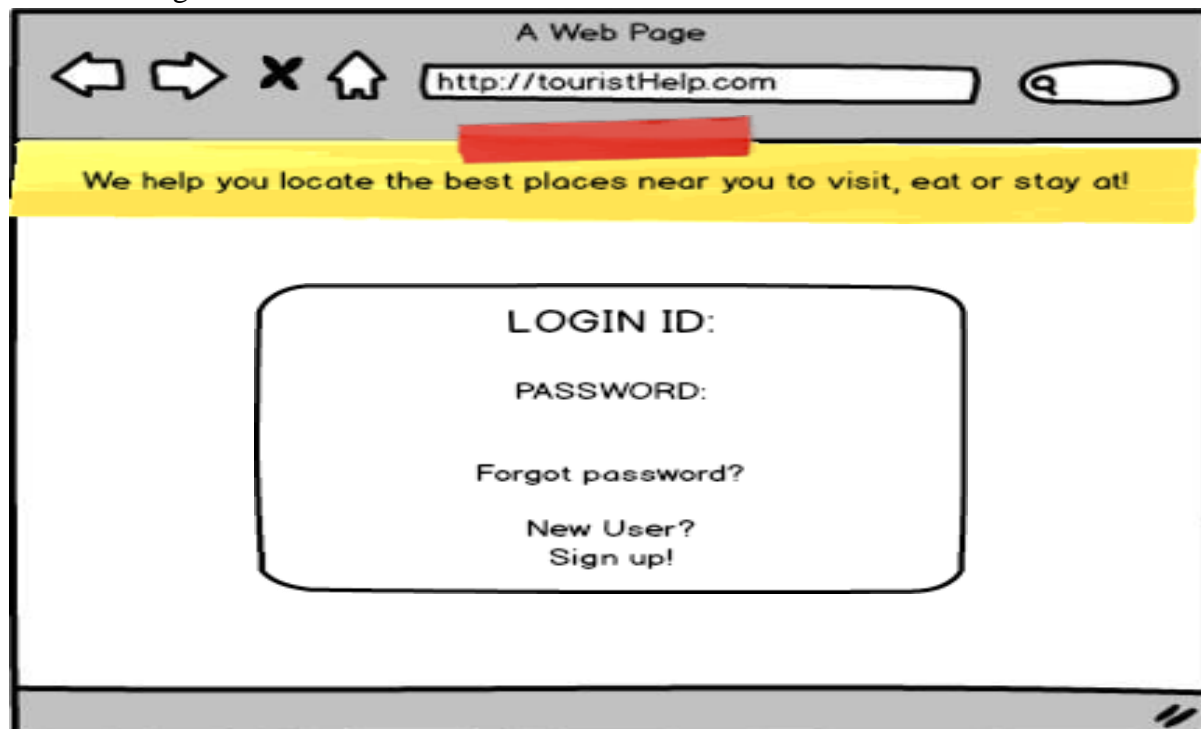 A Web Page
http://touristHelp.com
We help you locate the best places near you to visit, eat or stay at!
LOGIN ID:
PASSWORD:
Forgot password?
New User?
Sign up!